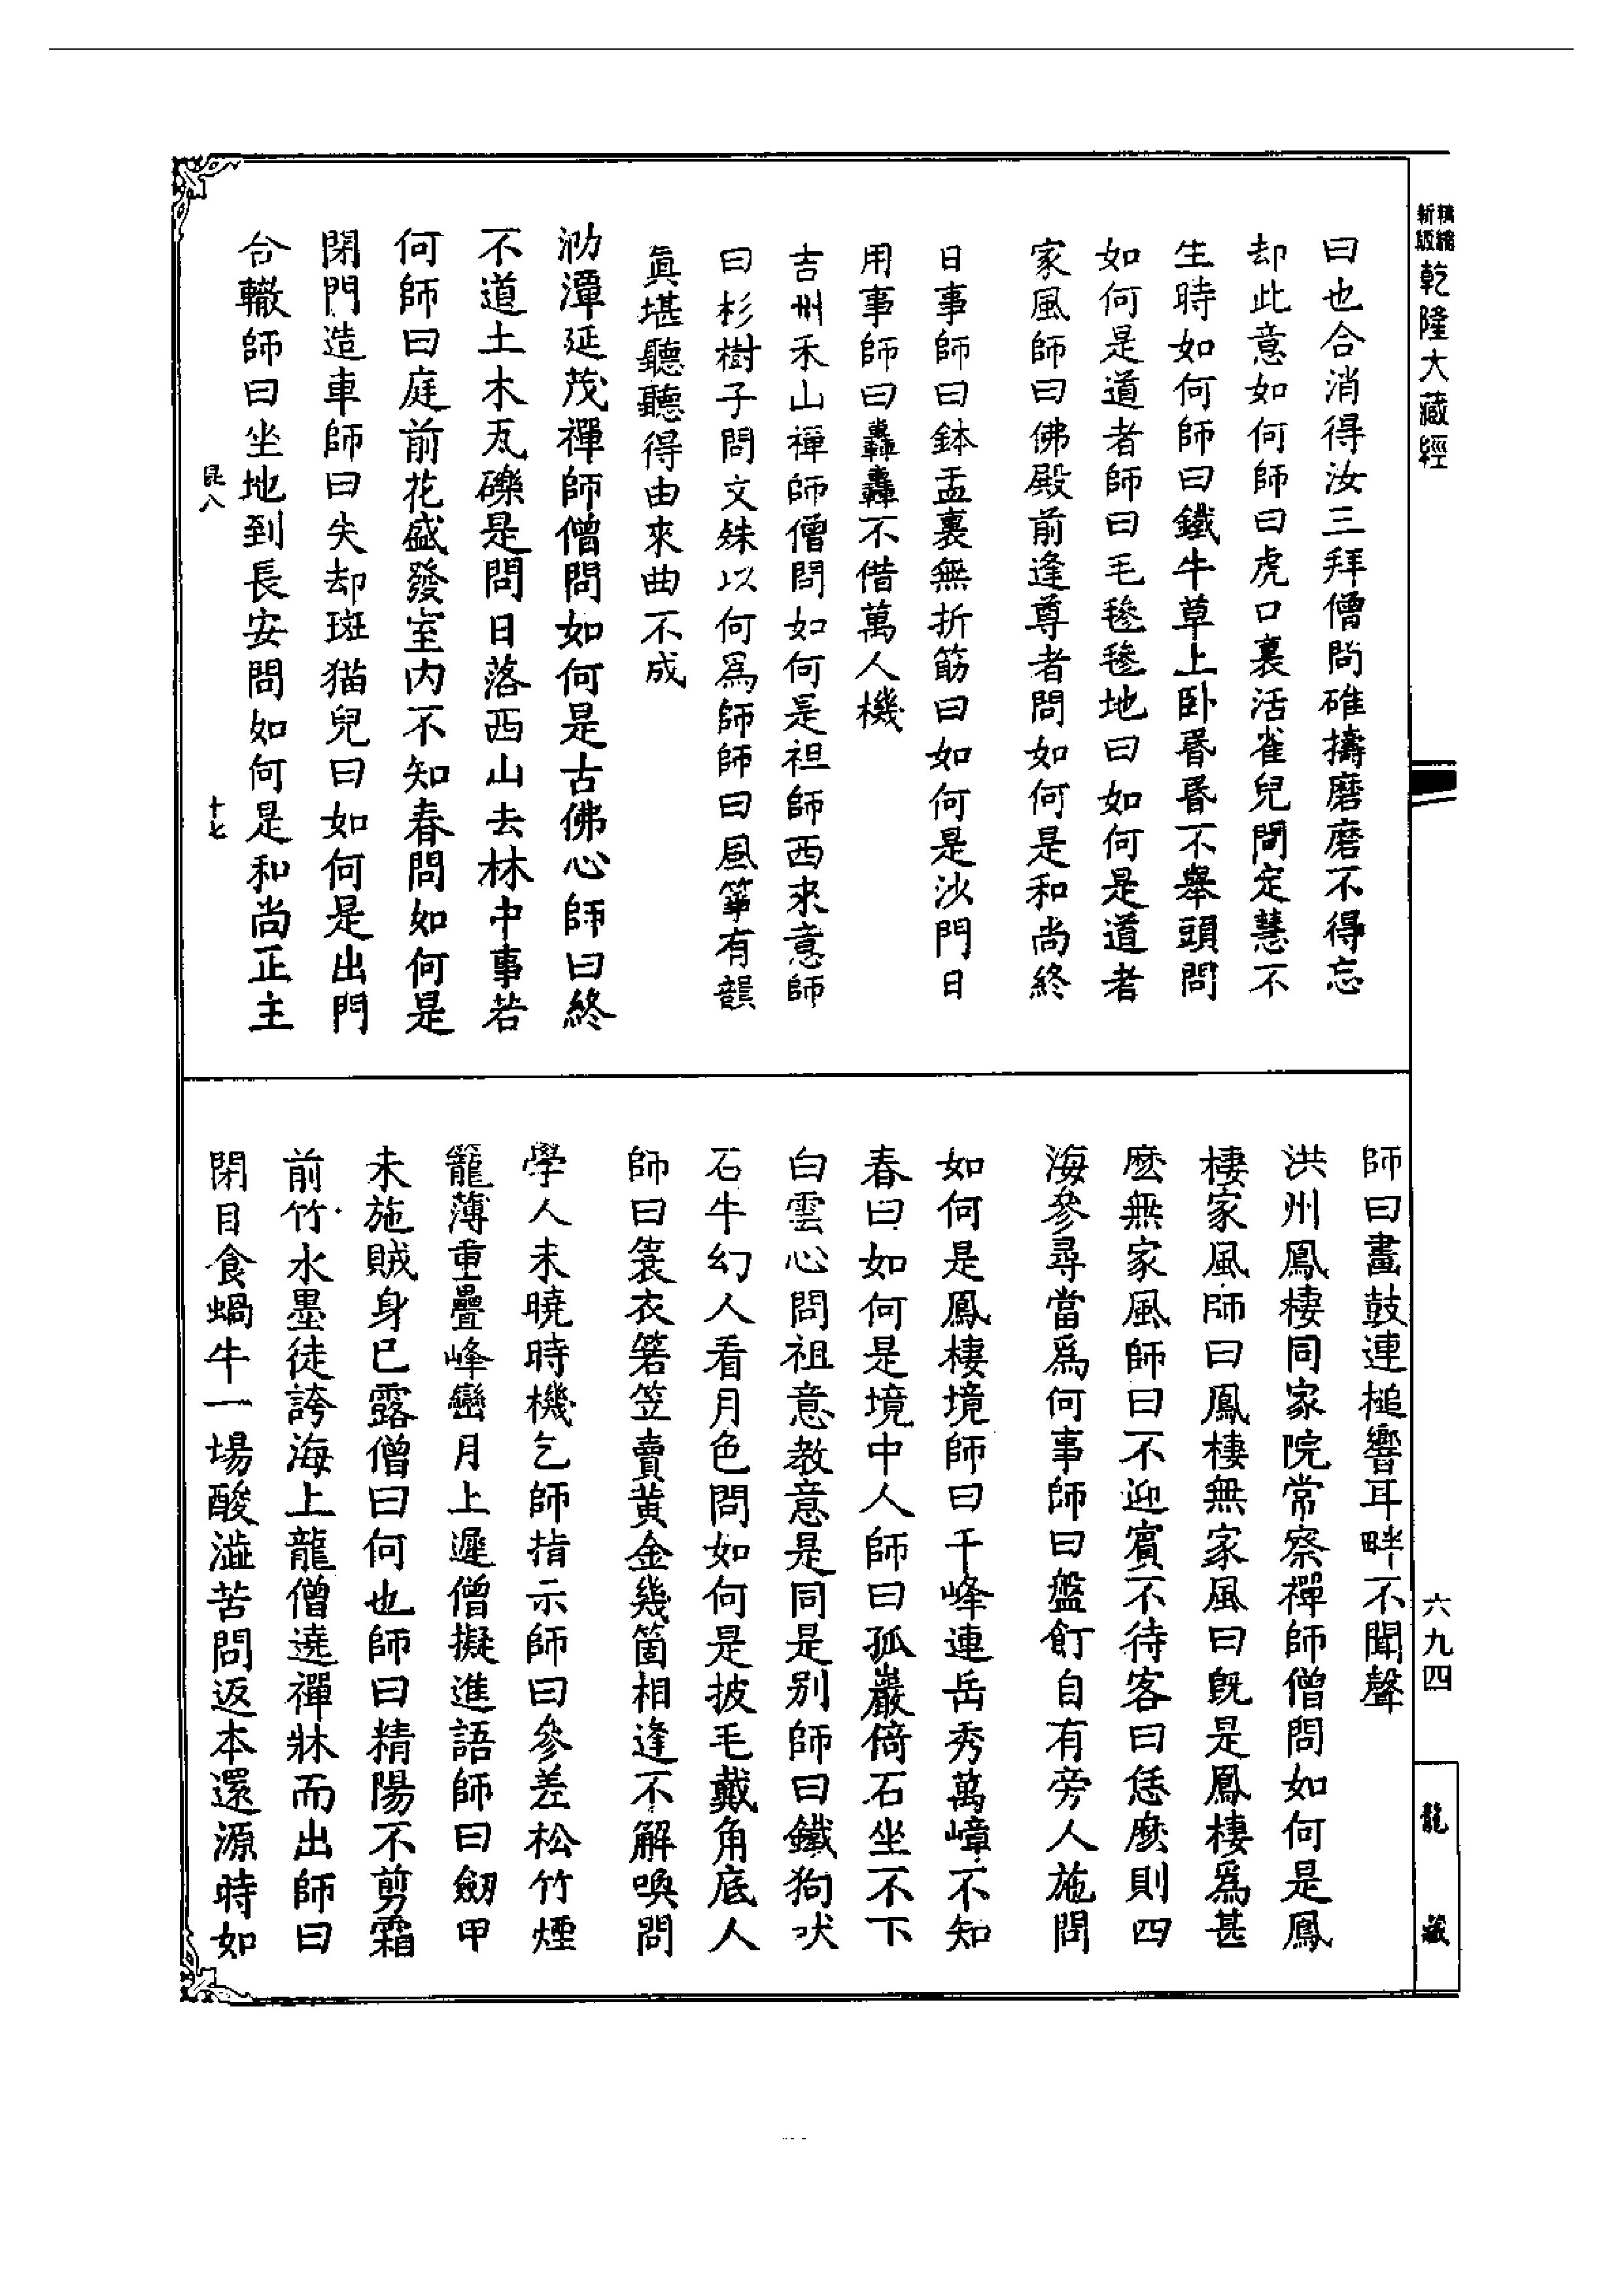 精縮
新版
乾隆大藏經
曰也合消得汝三拜僧問碓擣磨磨不得忘
却此意如何師曰虎口裏活雀兒問定慧不
生時如何師曰鐵牛草上卧昬昬不舉頭問
如何是道者師曰毛毿毿地曰如何是道者
家風師曰佛殿前逢尊者問如何是和尚終
日事師曰鉢盂裏無折筯曰如何是沙門日
用事師曰轟轟不借萬人機
吉州禾山禪師僧問如何是祖師西來意師
曰杉樹子問文殊以何爲師師曰風箏有韻
眞堪聽聽得由來曲不成
泐潭延茂禪師僧問如何是古佛心師曰終
不道土木瓦礫是問日落西山去林中事若
何師曰庭前花盛發室内不知春問如何是
閉門造車師曰失却斑猫兒曰如何是出門
合轍師曰坐地到長安問如何是和尚正主
昆八
十七
師曰畫鼓連槌響耳畔不聞聲
洪州鳳棲同家院常察禪師僧問如何是鳳
棲家風師曰鳳棲無家風曰旣是鳳棲爲甚
麽無家風師曰不迎賓不待客曰恁麽則四
海參尋當爲何事師曰盤飣自有旁人施問
如何是鳳棲境師曰千峰連岳秀萬嶂不知
春曰如何是境中人師曰孤巖倚石坐不下
白雲心問祖意教意是同是别師曰鐵狗吠
石牛幻人看月色問如何是披毛戴角底人
師曰簑衣箬笠賣黄金幾箇相逢不解喚問
學人未曉時機乞師指示師曰參差松竹煙
籠薄重疊峰巒月上遲僧擬進語師曰劒甲
未施賊身已露僧曰何也師曰精陽不剪霜
前竹水墨徒誇海上龍僧遶禪牀而出師曰
閉目食蝸牛一場酸澁苦問返本還源時如
六九四
龍藏